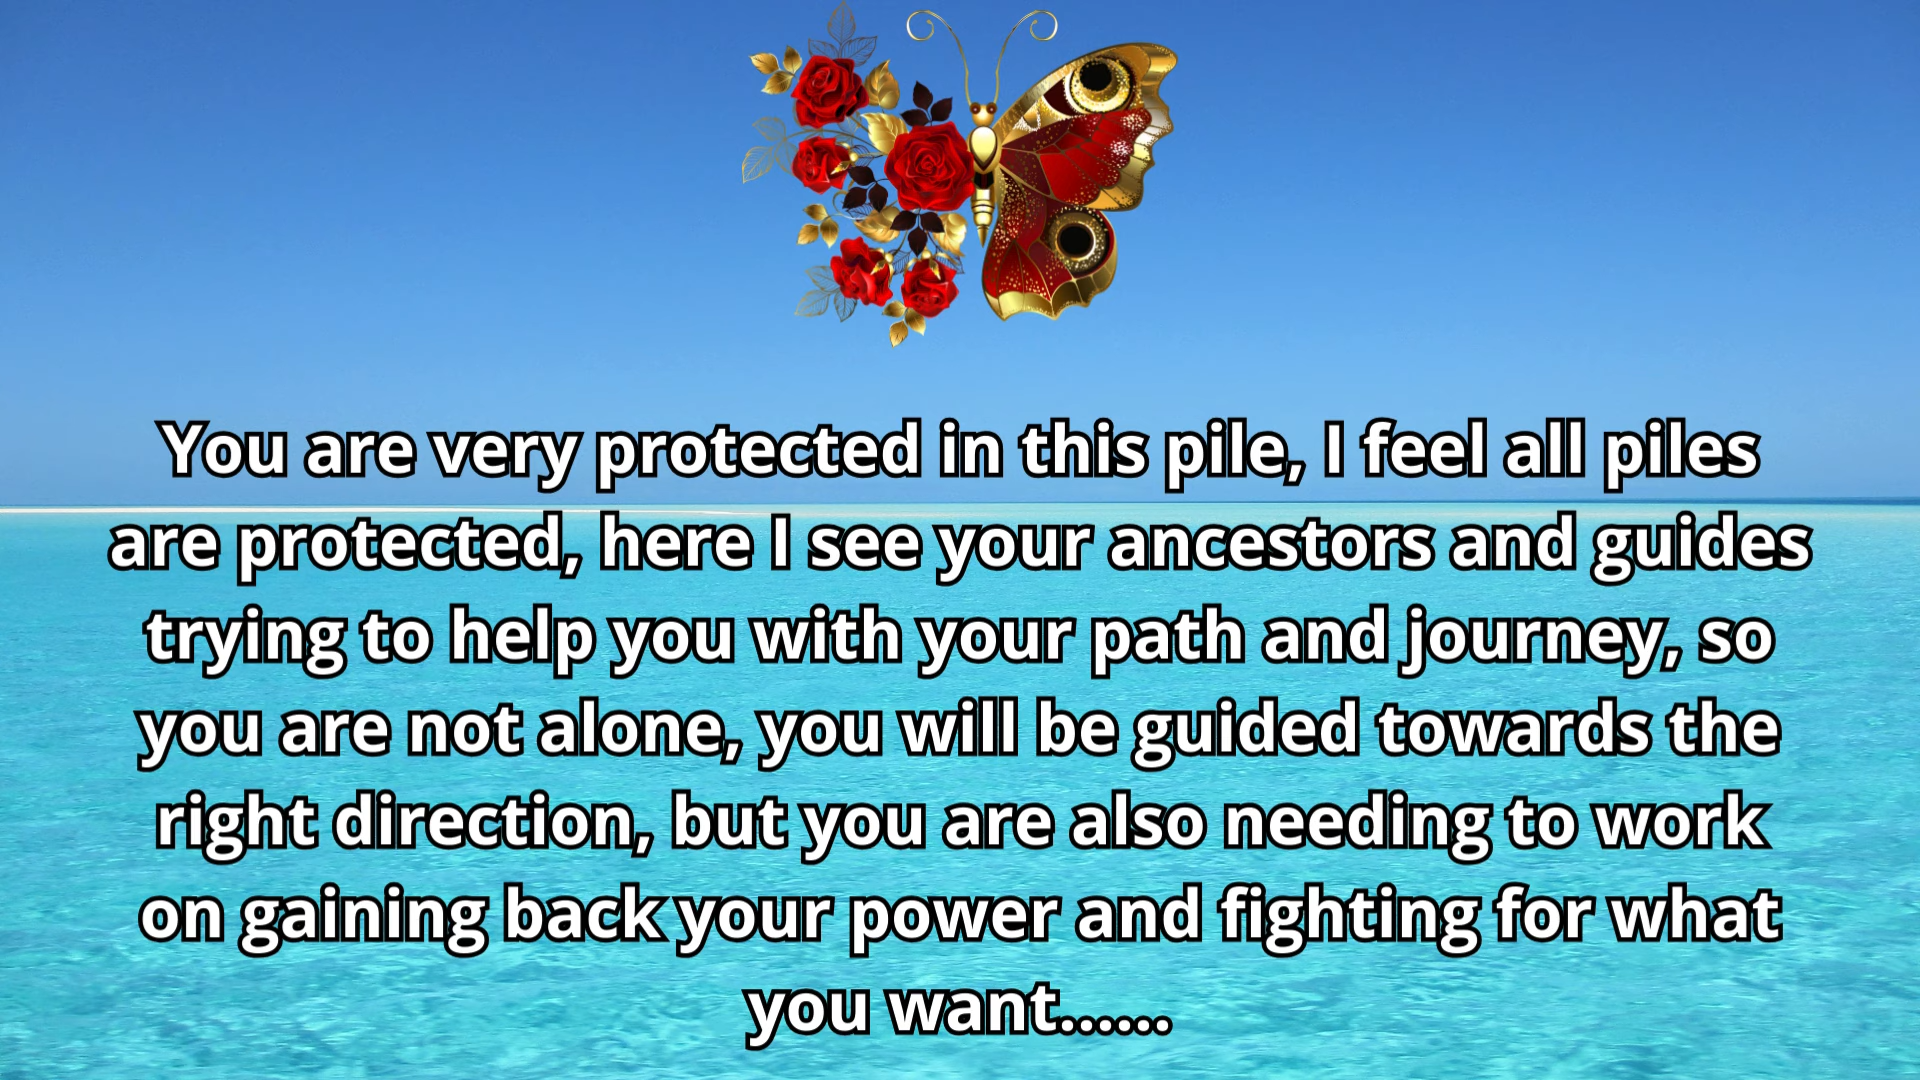 You are very protected in this pile, I feel all piles
are protected, here I see your ancestors and guides
trying to help you with your path and journey, so
you are not alone, you will be guided towards the
right direction, but you are also needing to work
on gaining back your power and fighting for what
you want......